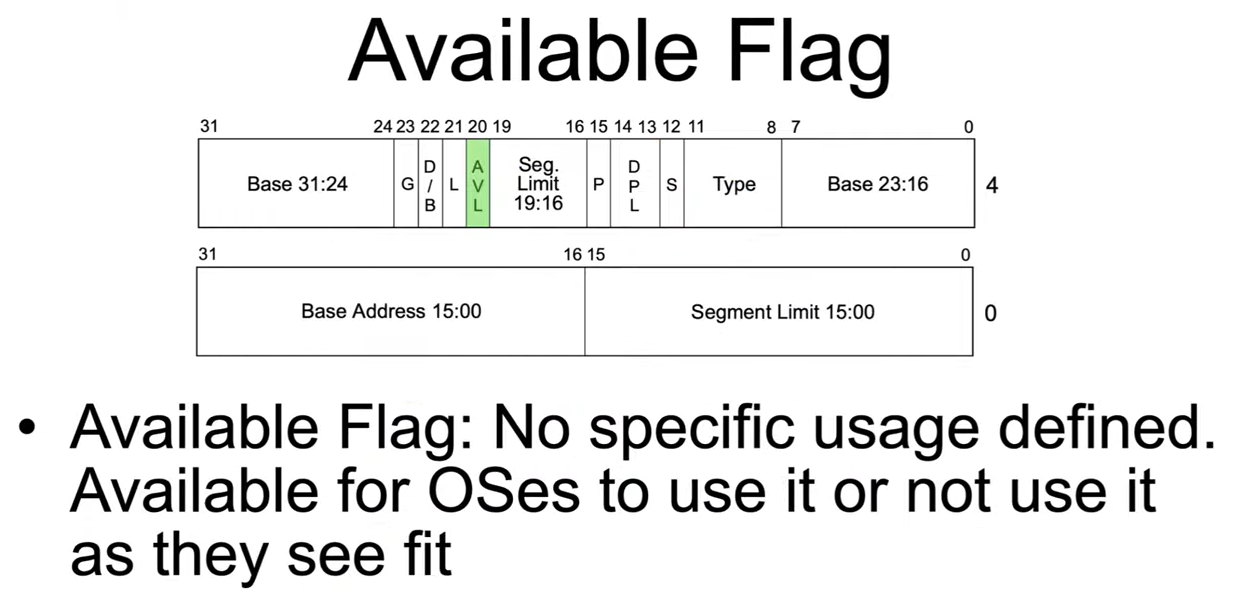 Available Flag
31 24 23 22 21 20 19 16 15 14 13 12 11 8 7 0
Base 31:24 G D/B L AVL Seg. Limit 19:16 P DPL S Type Base 23:16 4
31 16 15 0
Base Address 15:00 Segment Limit 15:00 0
• Available Flag: No specific usage defined.
Available for OSes to use it or not use it
as they see fit